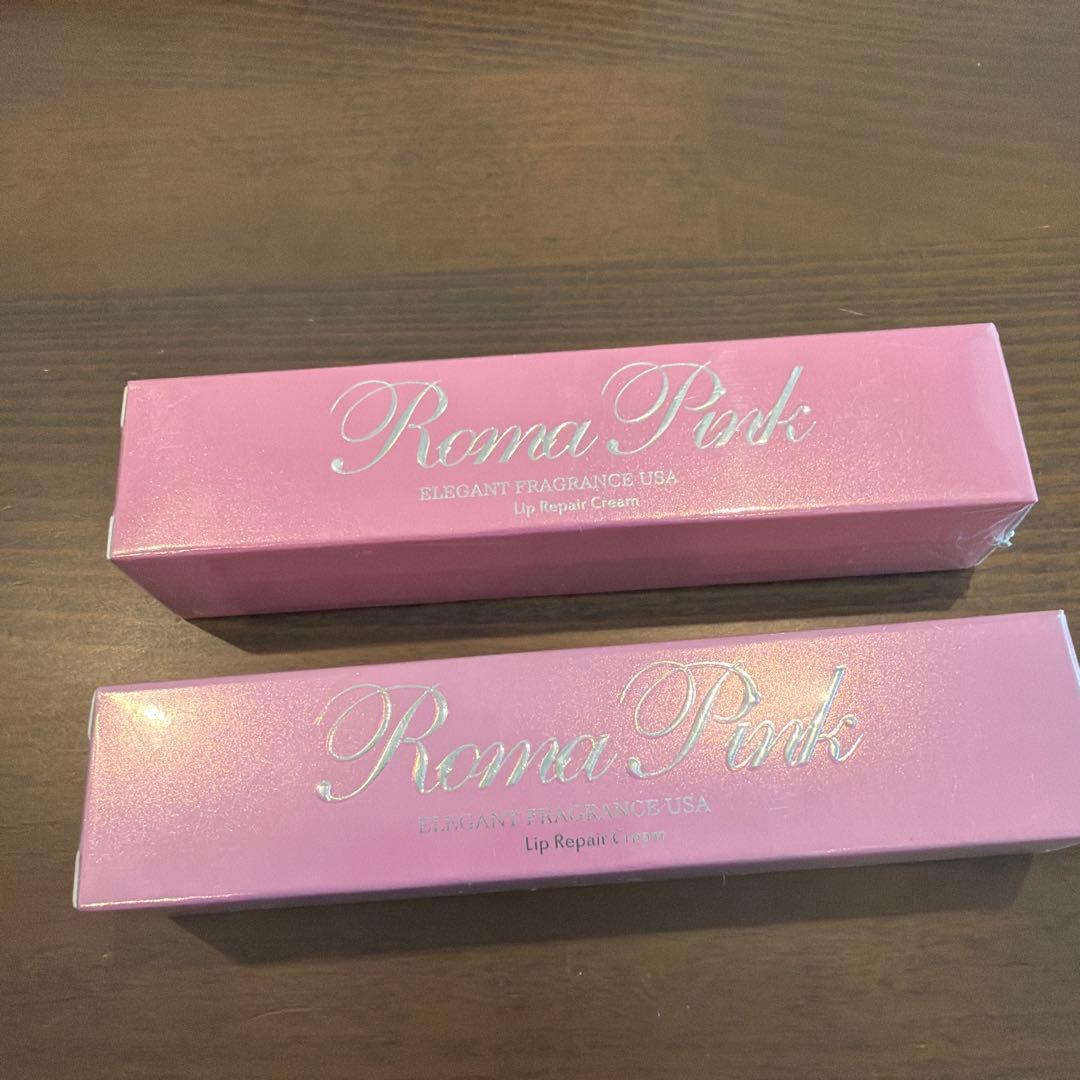 Roma Pink
ELEGANT FRAGRANCE USA
Lip Repair Cream
Roma Pink
ELEGANT FRAGRANCE USA
Lip Repair Cream